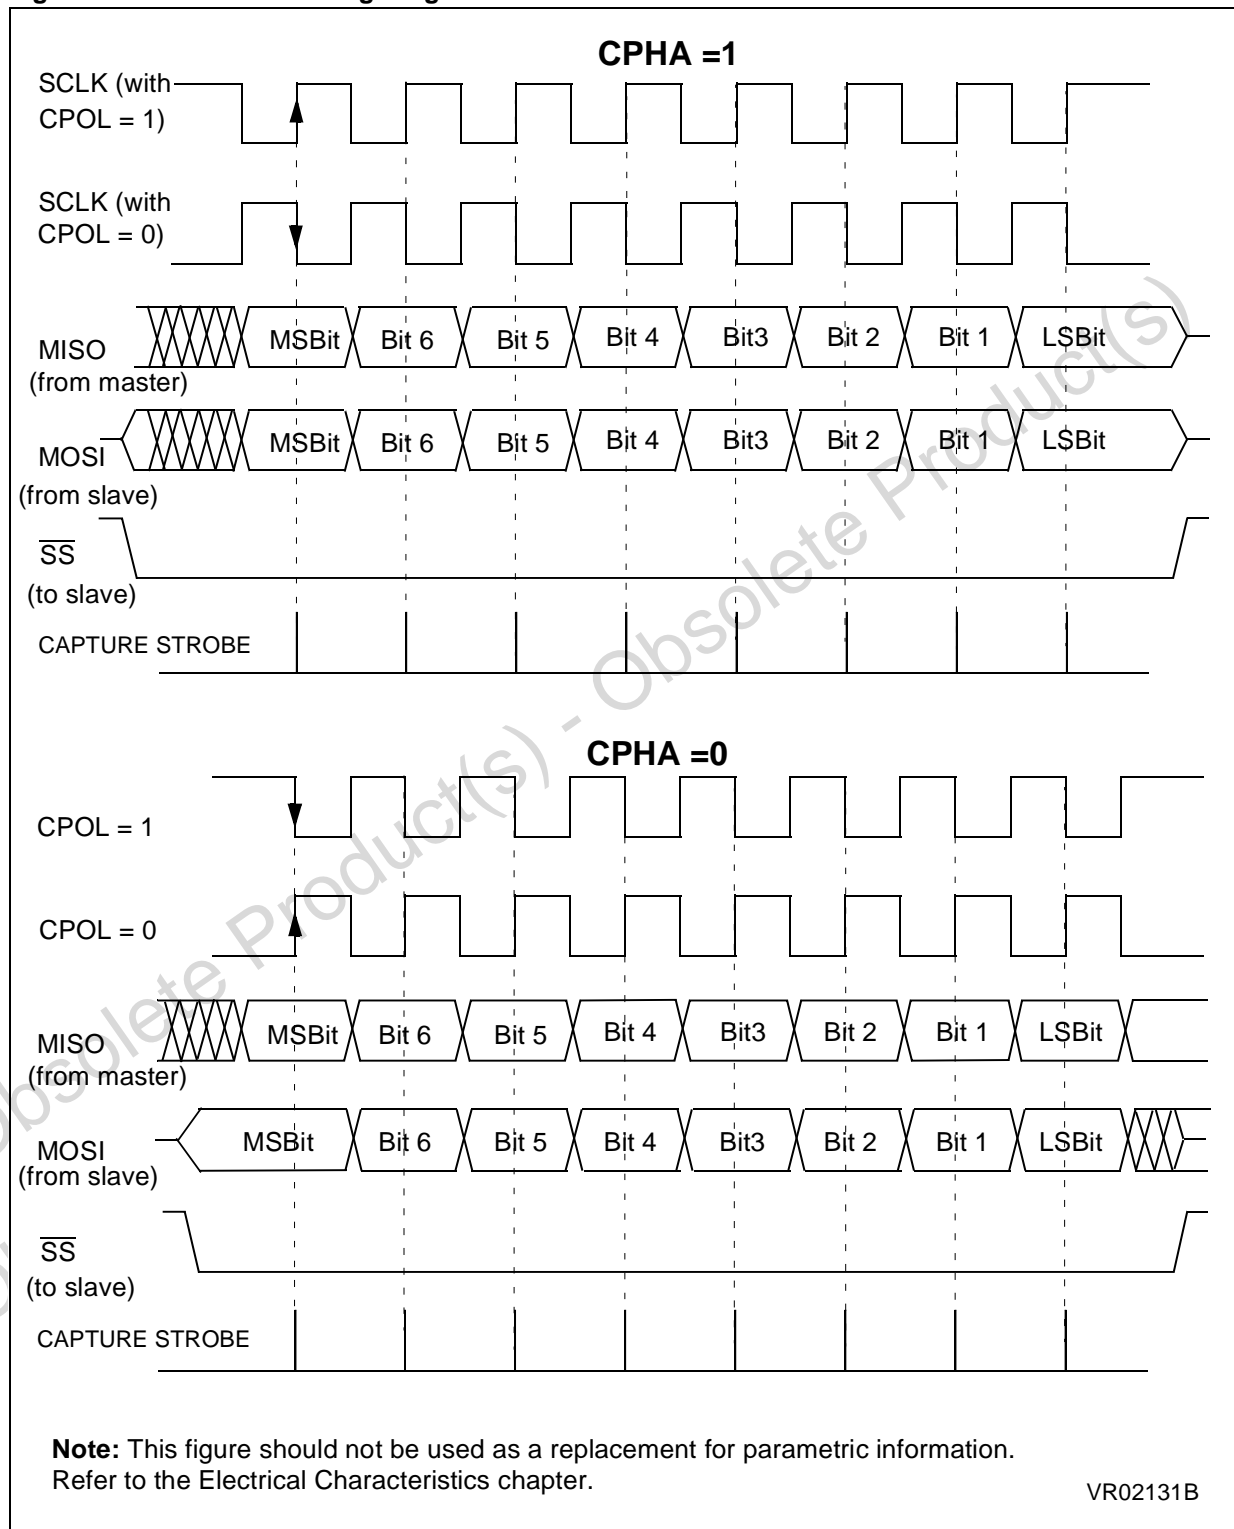 CPHA =1
SCLK (with
CPOL = 1)
SCLK (with
CPOL = 0)
MSBit Bit 6 Bit 5 Bit 4 Bit3 Bit 2 Bit 1 LSBit
MISO
(from master)
MSBit Bit 6 Bit 5 Bit 4 Bit3 Bit 2 Bit 1 LSBit
MOSI
(from slave)
SS
(to slave)
CAPTURE STROBE
CPHA =0
CPOL = 1
CPOL = 0
MSBit Bit 6 Bit 5 Bit 4 Bit3 Bit 2 Bit 1 LSBit
MISO
(from master)
MSBit Bit 6 Bit 5 Bit 4 Bit3 Bit 2 Bit 1 LSBit
MOSI
(from slave)
SS
(to slave)
CAPTURE STROBE
Note: This figure should not be used as a replacement for parametric information.
Refer to the Electrical Characteristics chapter.
VR02131B
Obsolete Product(s) - Obsolete Product(s)